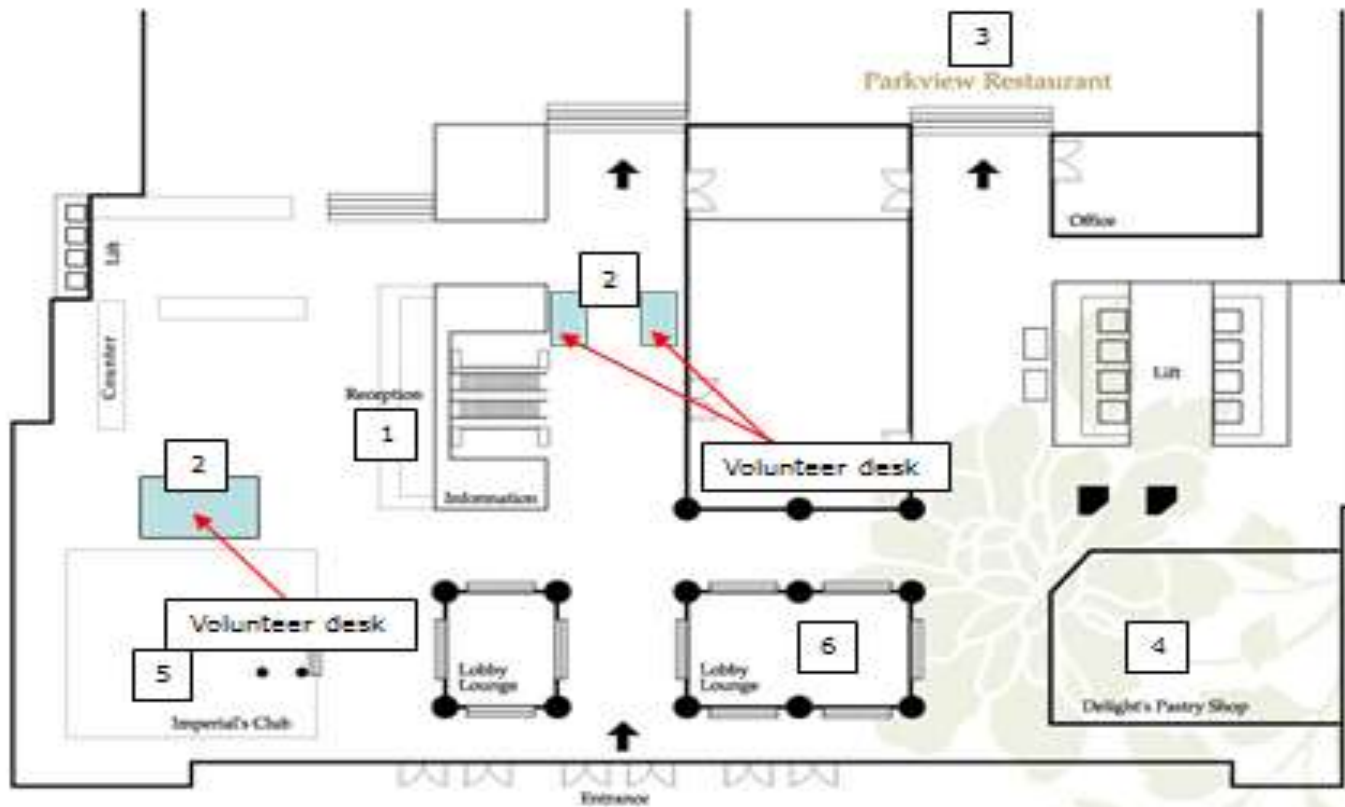 3
Parkview Restaurant
Office
Lift
2
Counter
Reception
1
Lift
2
Volunteer desk
Information
Volunteer desk
5
Imperial's Club
Lobby
Lounge
Lobby
Lounge
6
4
Delight's Pastry Shop
Entrance